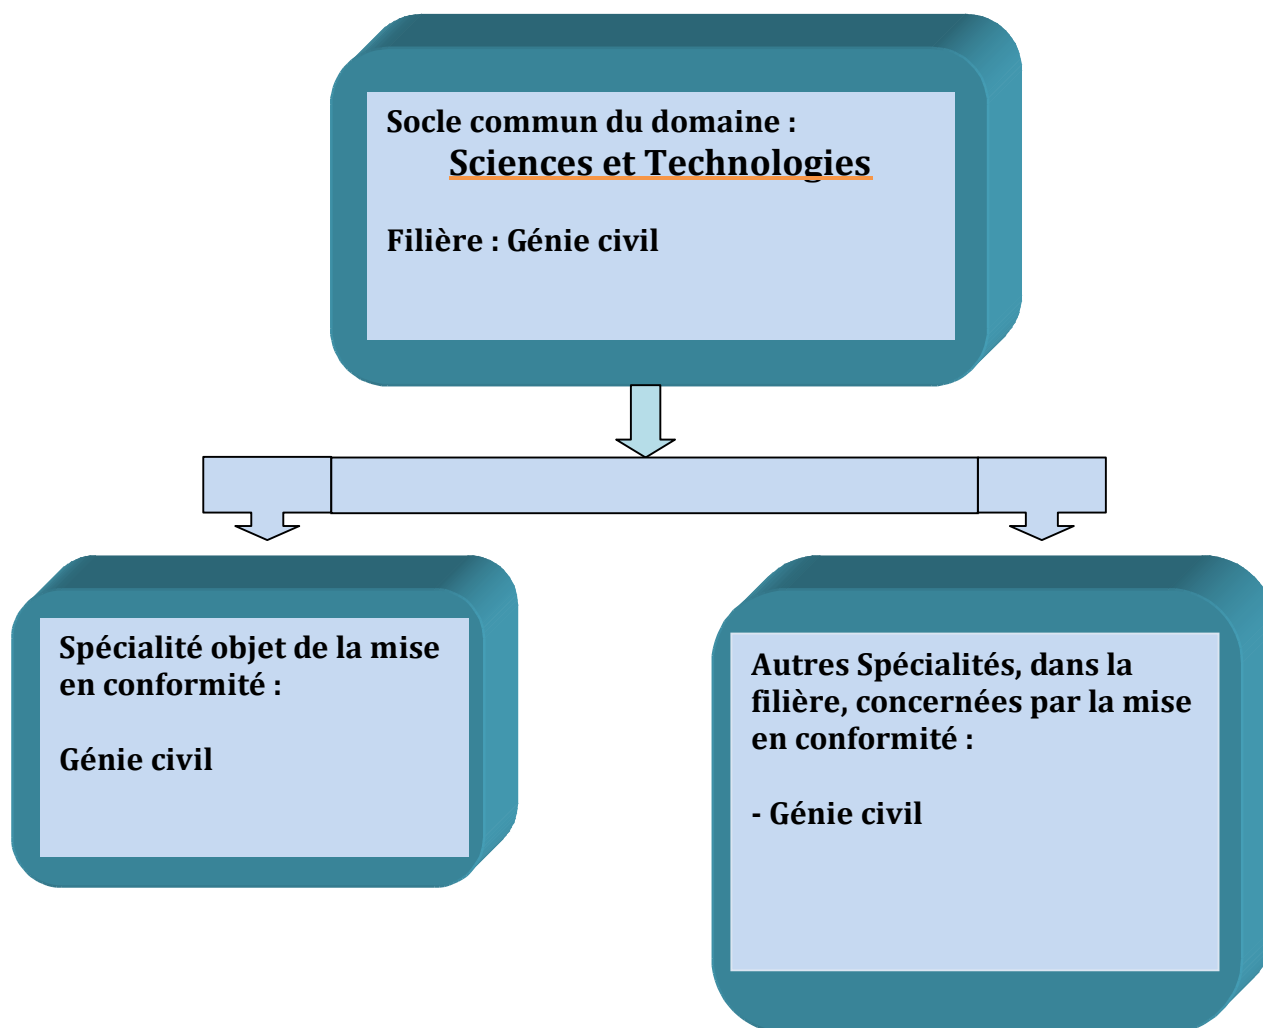 Socle commun du domaine :
Sciences et Technologies
Filière : Génie civil
Spécialité objet de la mise
en conformité :
Génie civil
Autres Spécialités, dans la
filière, concernées par la mise
en conformité :
- Génie civil